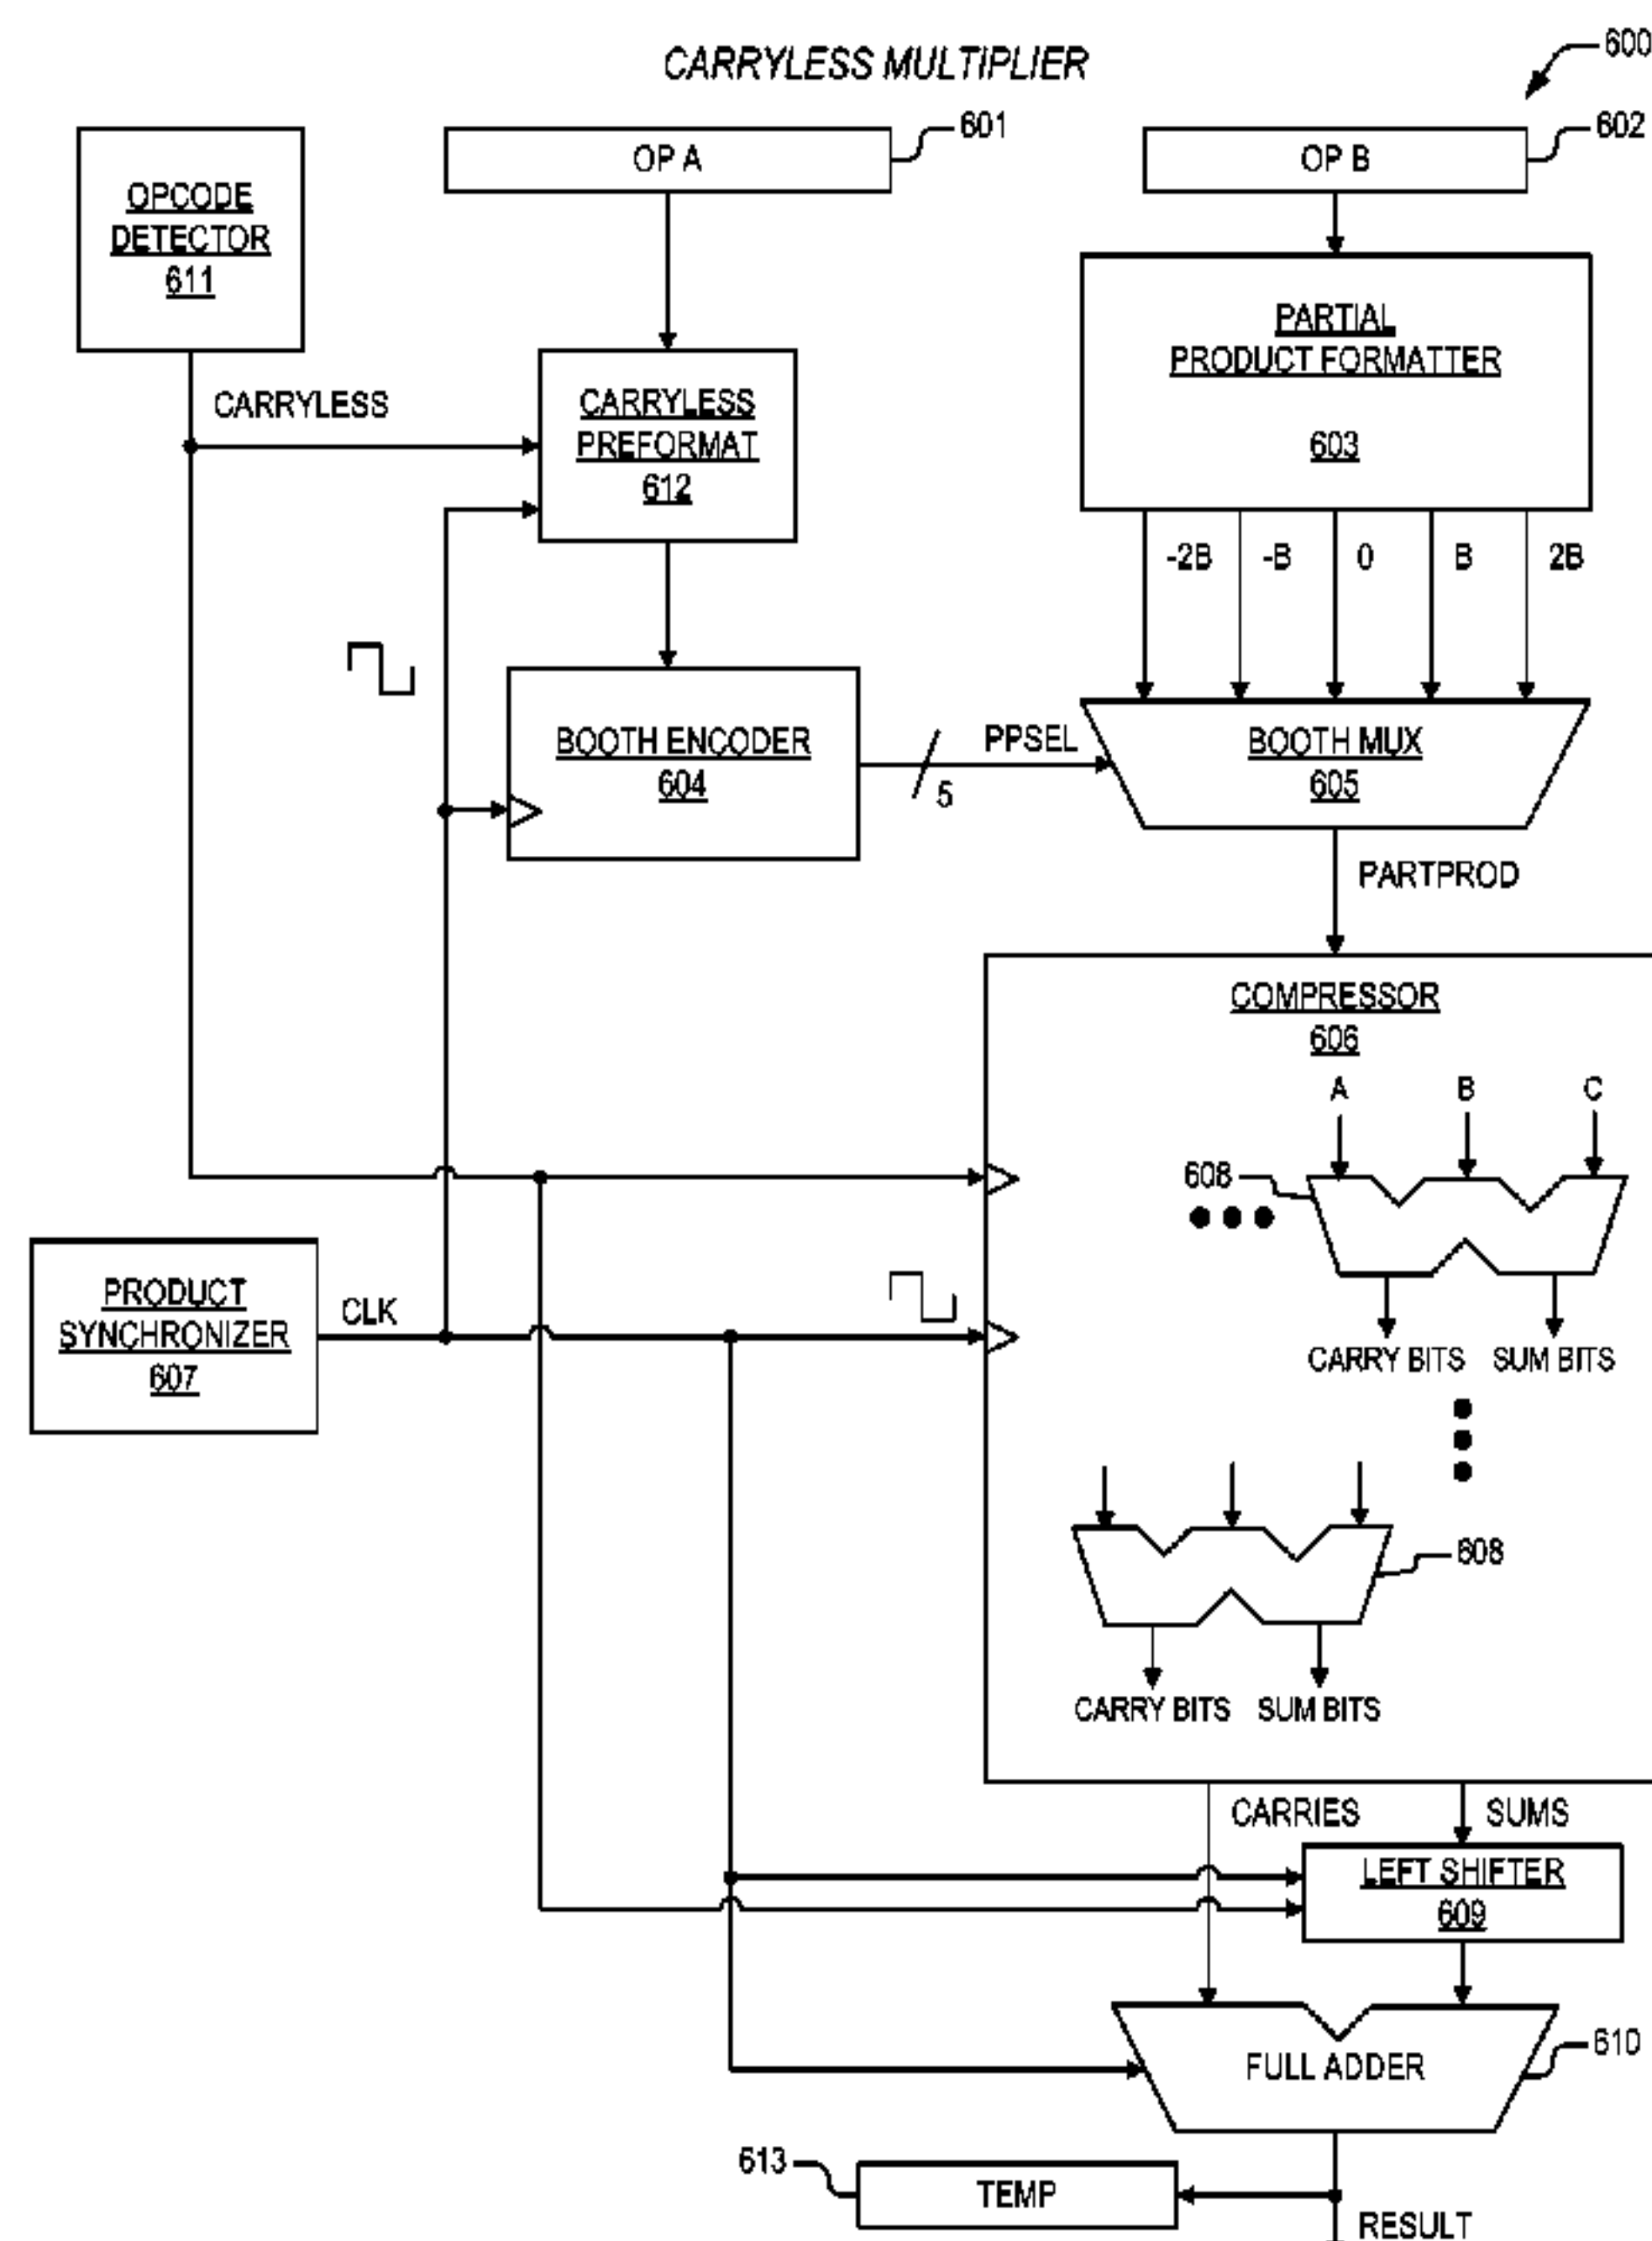 CARRYLESS MULTIPLIER
600
OPCODE
DETECTOR
611
OP A
601
OP B
602
PARTIAL
PRODUCT FORMATTER
603
CARRYLESS
CARRYLESS
PREFORMAT
612
-2B
-B
0
B
2B
BOOTH ENCODER
604
PPSEL
5
BOOTH MUX
605
PARTPROD
COMPRESSOR
606
A
B
C
608
PRODUCT
SYNCHRONIZER
607
CLK
CARRY BITS
SUM BITS
608
CARRY BITS
SUM BITS
CARRIES
SUMS
LEFT SHIFTER
609
FULL ADDER
610
613
TEMP
RESULT